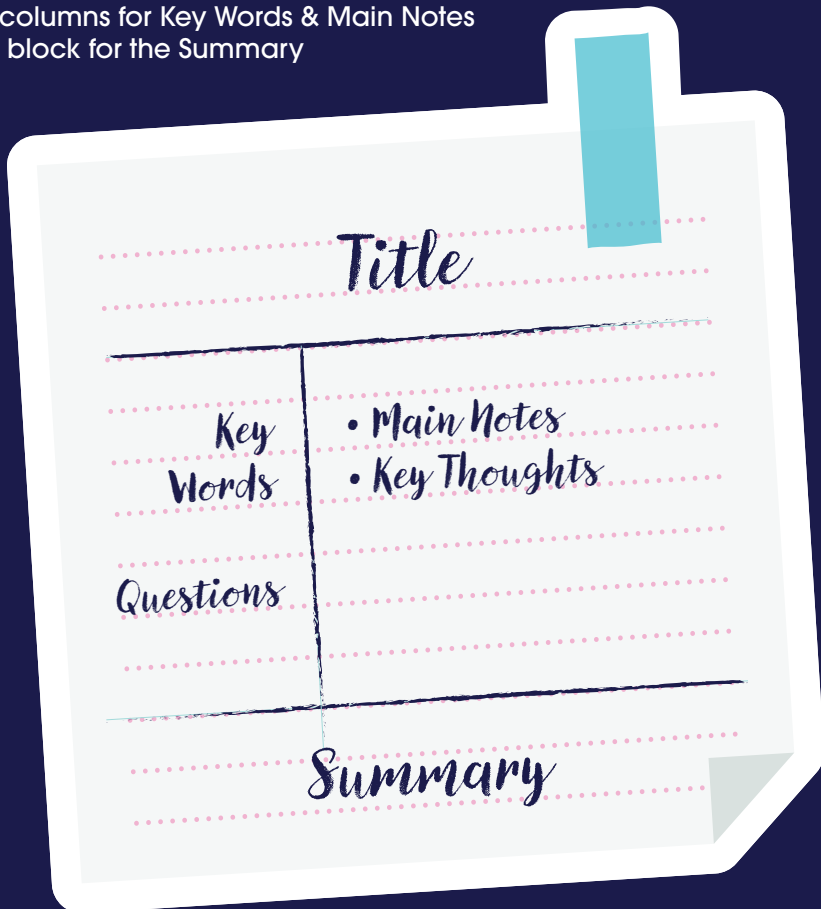 columns for Key Words & Main Notes
block for the Summary
Title
Key
Words
• Main Notes
• Key Thoughts
Questions
Summary